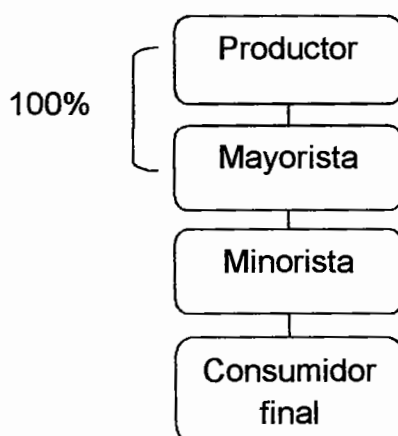 Productor
100%
Mayorista
Minorista
Consumidor
final